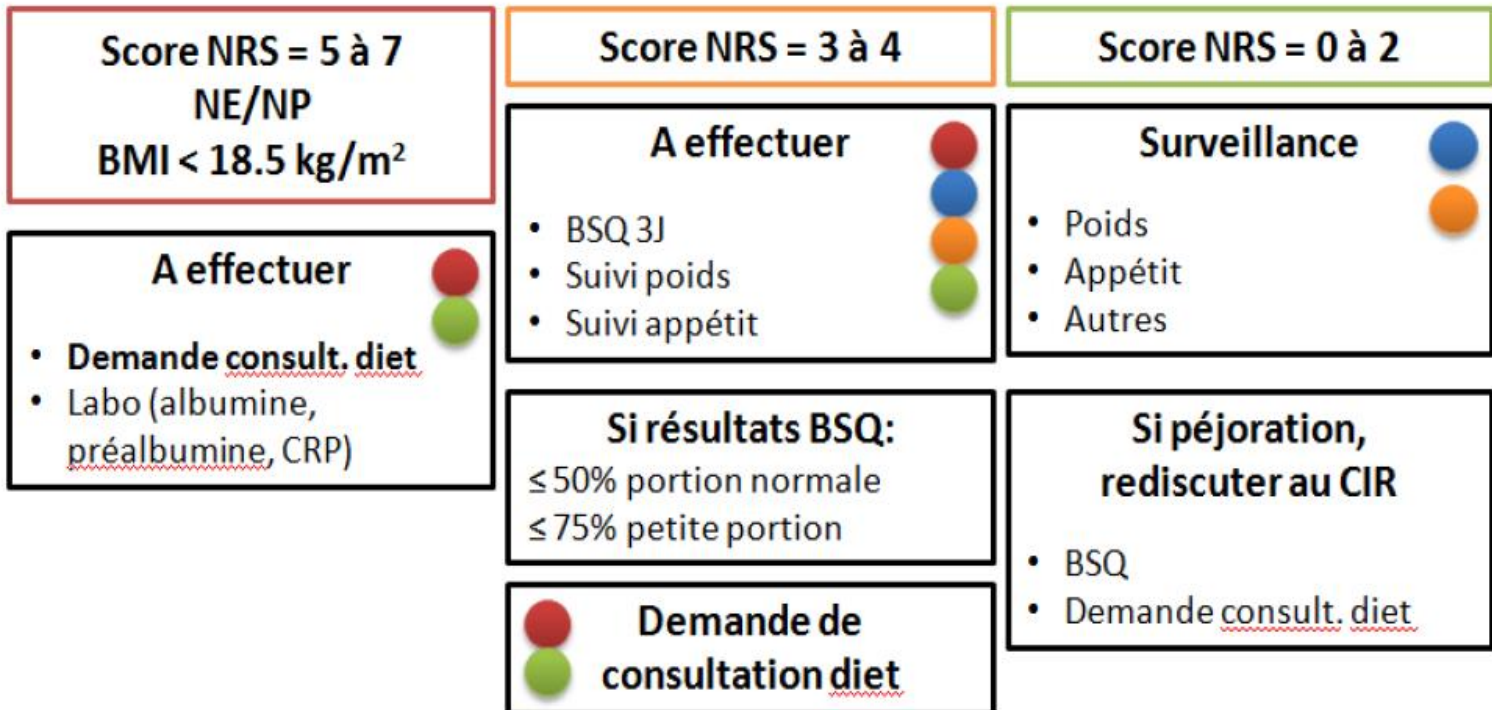 Score NRS = 5 à 7
NE/NP
BMI < 18.5 kg/m²
A effectuer
• Demande consult. diet
• Labo (albumine,
préalbumine, CRP)
Score NRS = 3 à 4
A effectuer
• BSQ 3J
• Suivi poids
• Suivi appétit
Si résultats BSQ:
≤ 50% portion normale
≤ 75% petite portion
Demande de
consultation diet
Score NRS = 0 à 2
Surveillance
• Poids
• Appétit
• Autres
Si péjoration,
rediscuter au CIR
• BSQ
• Demande consult. diet